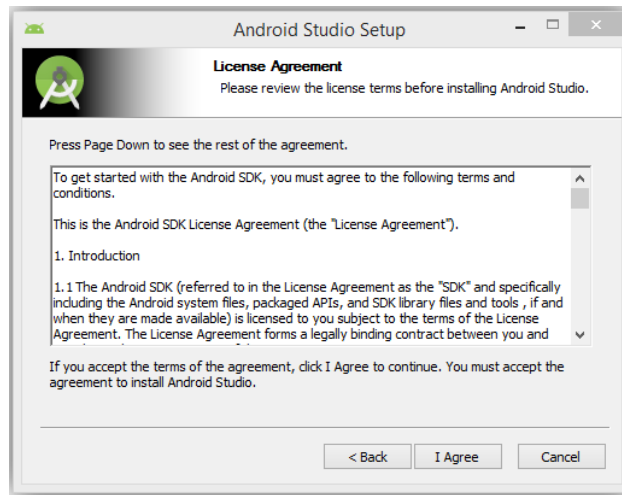 Android Studio Setup
License Agreement
Please review the license terms before installing Android Studio.
Press Page Down to see the rest of the agreement.
To get started with the Android SDK, you must agree to the following terms and
conditions.
This is the Android SDK License Agreement (the "License Agreement").
1. Introduction
1.1 The Android SDK (referred to in the License Agreement as the "SDK" and specifically
including the Android system files, packaged APIs, and SDK library files and tools , if and
when they are made available) is licensed to you subject to the terms of the License
Agreement. The License Agreement forms a legally binding contract between you and
If you accept the terms of the agreement, click I Agree to continue. You must accept the
agreement to install Android Studio.
< Back
I Agree
Cancel